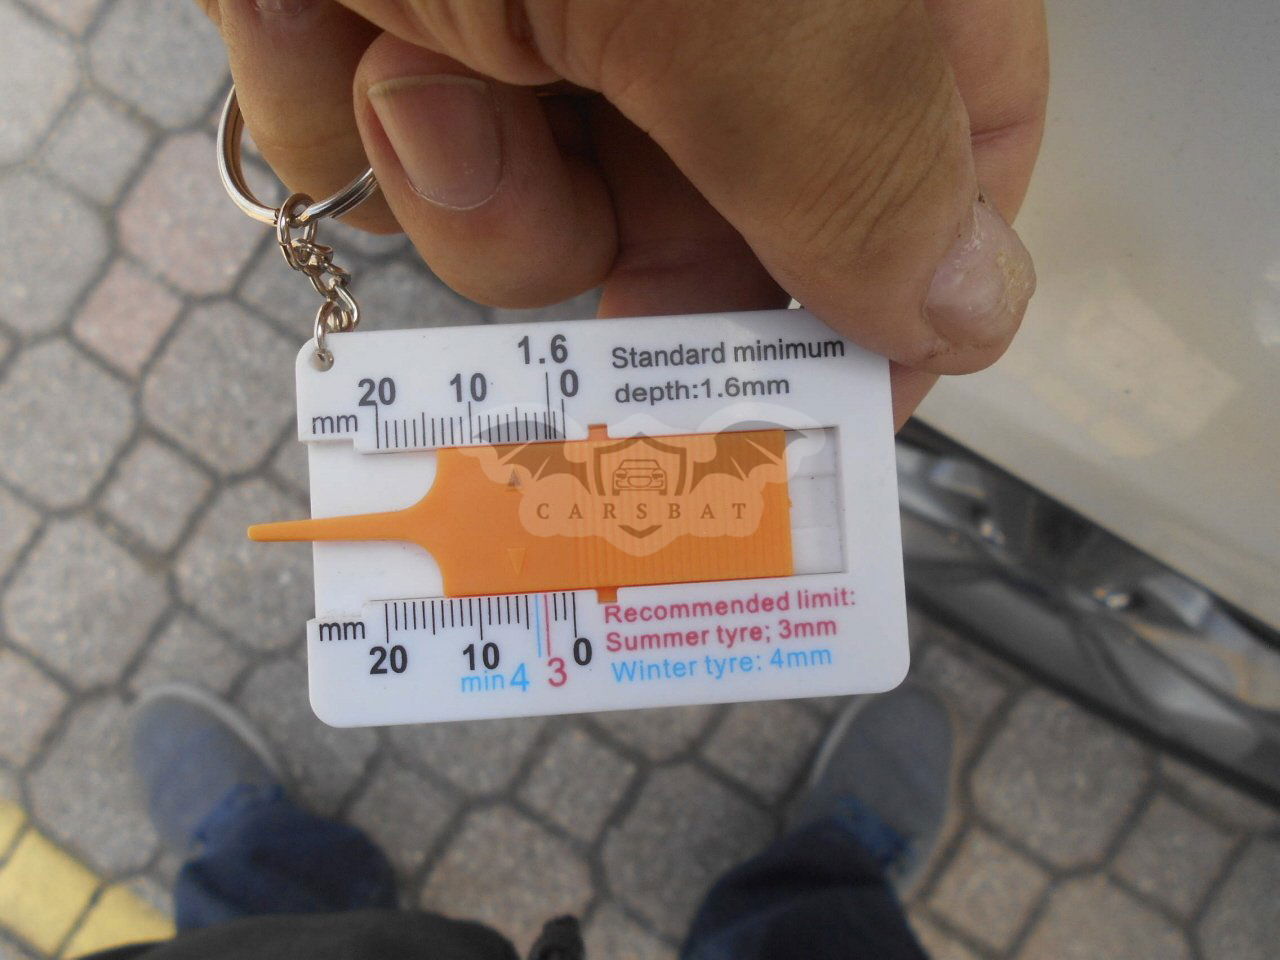 1.6
20 10 0
mm
Standard minimum
depth:1.6mm
CARSBAT
mm
20 10 0
min 4 3
Recommended limit:
Summer tyre; 3mm
Winter tyre: 4mm